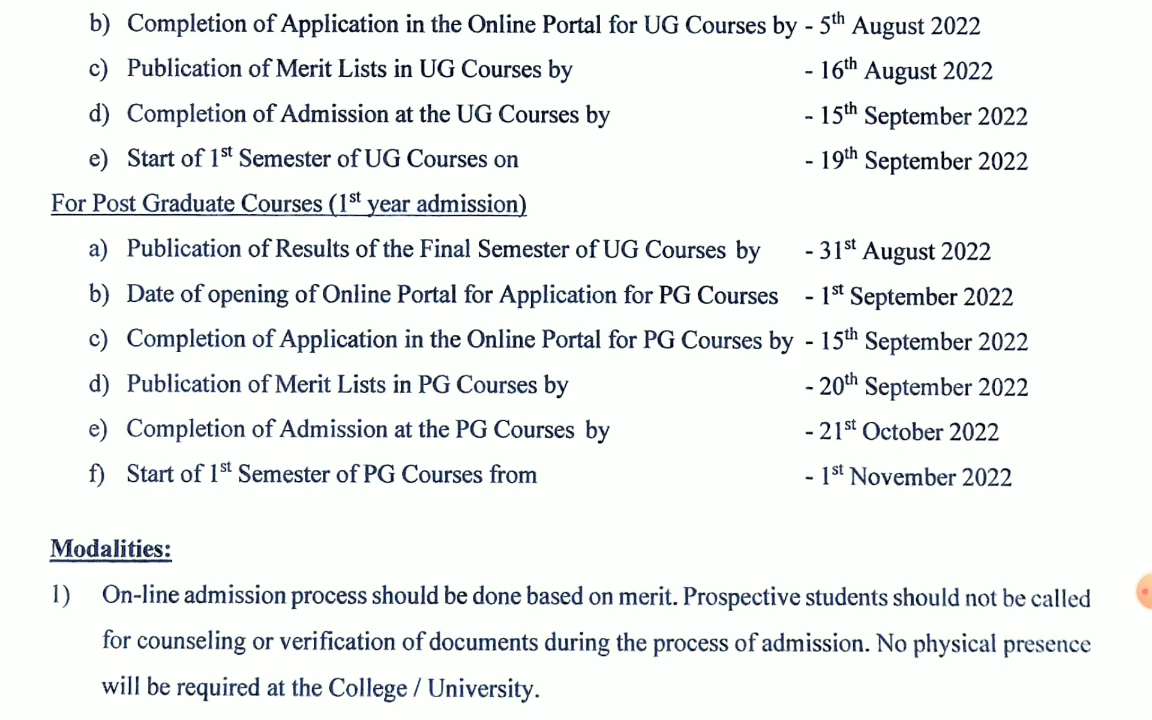 b) Completion of Application in the Online Portal for UG Courses by - 5th August 2022
c) Publication of Merit Lists in UG Courses by - 16th August 2022
d) Completion of Admission at the UG Courses by - 15th September 2022
e) Start of 1st Semester of UG Courses on - 19th September 2022
For Post Graduate Courses (1st year admission)
a) Publication of Results of the Final Semester of UG Courses by - 31st August 2022
b) Date of opening of Online Portal for Application for PG Courses - 1st September 2022
c) Completion of Application in the Online Portal for PG Courses by - 15th September 2022
d) Publication of Merit Lists in PG Courses by - 20th September 2022
e) Completion of Admission at the PG Courses by - 21st October 2022
f) Start of 1st Semester of PG Courses from - 1st November 2022
Modalities:
1) On-line admission process should be done based on merit. Prospective students should not be called
for counseling or verification of documents during the process of admission. No physical presence
will be required at the College / University.